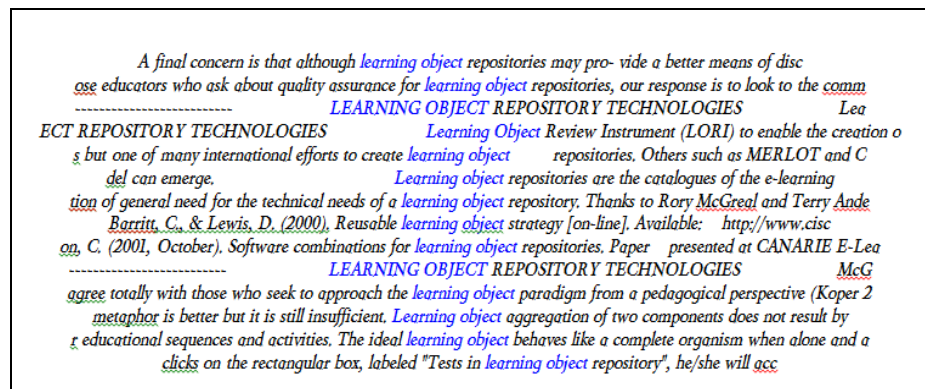 A final concern is that although learning object repositories may pro- vide a better means of disc
ose educators who ask about quality assurance for learning object repositories, our response is to look to the comm
-------------------------- LEARNING OBJECT REPOSITORY TECHNOLOGIES Lea
ECT REPOSITORY TECHNOLOGIES Learning Object Review Instrument (LORI) to enable the creation o
s but one of many international efforts to create learning object repositories. Others such as MERLOT and C
del can emerge. Learning Object repositories are the catalogues of the e-learning
tion of general need for the technical needs of a learning object repository. Thanks to Rory McGreal and Terry Ande
Barritt, C., & Lewis, D. (2000). Reusable learning object strategy [on-line]. Available: http://www.cisc
on, C. (2001, October). Software combinations for learning object repositories. Paper presented at CANARIE E-Lea
-------------------------- LEARNING OBJECT REPOSITORY TECHNOLOGIES McG
agree totally with those who seek to approach the learning object paradigm from a pedagogical perspective (Koper 2
metaphor is better but it is still insufficient. Learning Object aggregation of two components does not result by
r educational sequences and activities. The ideal learning object behaves like a complete organism when alone and a
clicks on the rectangular box, labeled "Tests in learning object repository", he/she will acc